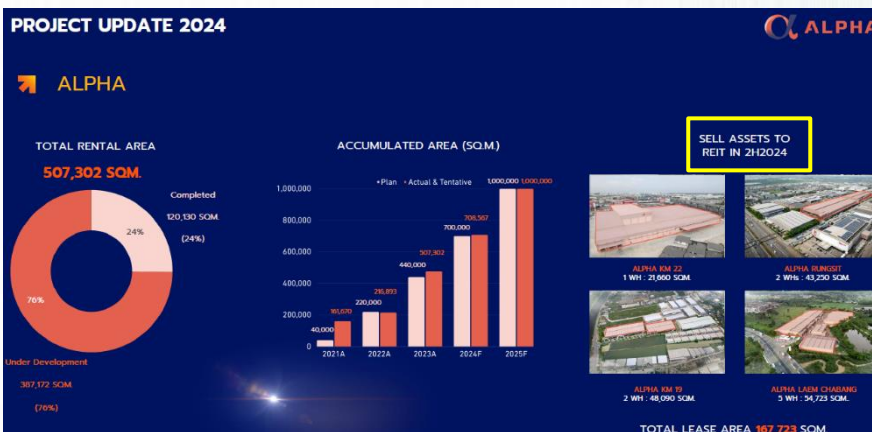 PROJECT UPDATE 2024
ALPHA
ALPHA
TOTAL RENTAL AREA
507,302 SQM.
Completed
120,130 SQM.
(24%)
24%
76%
Under Development
387,172 SQM.
(76%)
ACCUMULATED AREA (SQ.M.)
Plan Actual & Tentative
1,000,000
800,000
600,000
400,000
200,000
0
40,000
161,670
220,000
216,893
440,000
507,302
700,000
708,567
1,000,000 1,000,000
2021A 2022A 2023A 2024F 2025F
SELL ASSETS TO
REIT IN 2H2024
ALPHA KM 22
1 WH : 21,660 SQM.
ALPHA RUNGSIT
2 WHs : 43,250 SQM.
ALPHA KM 19
2 WH : 48,090 SQM.
ALPHA LAEM CHABANG
5 WH : 54,723 SQM.
TOTAL LEASE AREA 167,723 SQM.